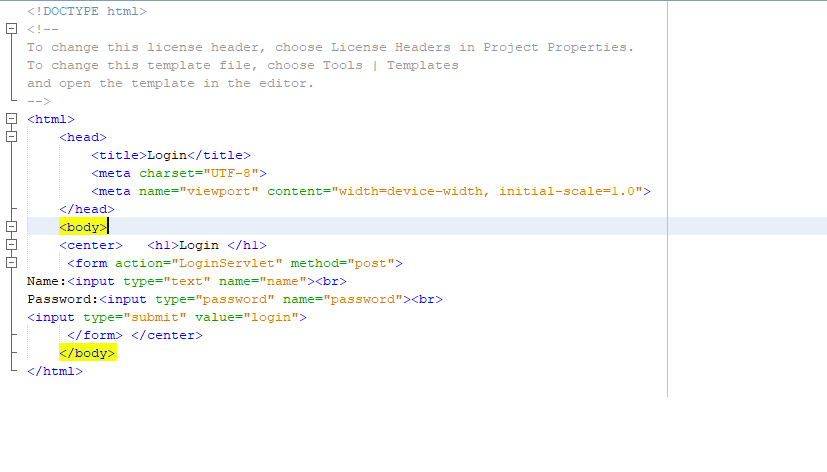 <!DOCTYPE html>
<!--
To change this license header, choose License Headers in Project Properties.
To change this template file, choose Tools | Templates
and open the template in the editor.
-->
<html>
    <head>
        <title>Login</title>
        <meta charset="UTF-8">
        <meta name="viewport" content="width=device-width, initial-scale=1.0">
    </head>
    <body>
    <center>   <h1>Login </h1>
     <form action="LoginServlet" method="post">
Name:<input type="text" name="name"><br>
Password:<input type="password" name="password"><br>
<input type="submit" value="login">
     </form> </center>
    </body>
</html>